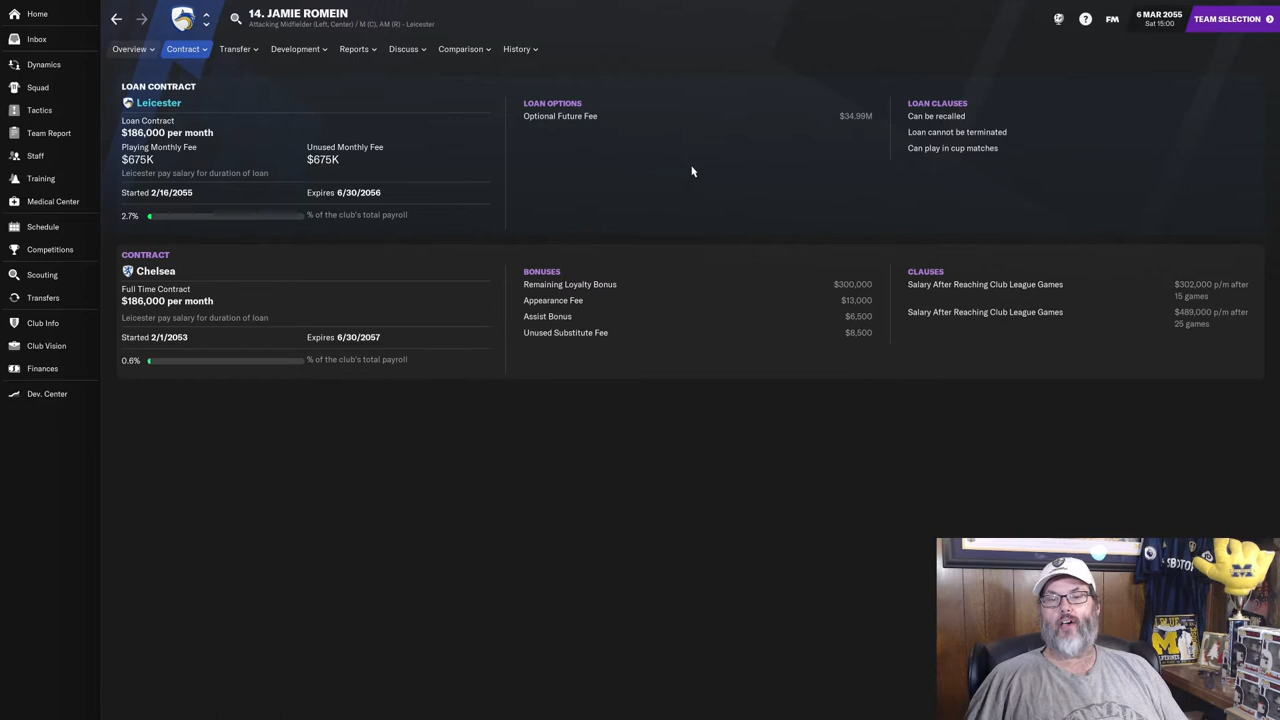 Home
Inbox
Dynamics
Squad
Tactics
Team Report
Staff
Training
Medical Center
Schedule
Competitions
Scouting
Transfers
Club Info
Club Vision
Finances
Dev. Center
14. JAMIE ROMEIN
Attacking Midfielder (Left, Center) / M (C), AM (R) - Leicester
FM
6 MAR 2055
Sat 15:00
TEAM SELECTION
Overview
Contract
Transfer
Development
Reports
Discuss
Comparison
History
LOAN CONTRACT
Leicester
Loan Contract
$186,000 per month
Playing Monthly Fee
Unused Monthly Fee
$675K
$675K
Leicester pay salary for duration of loan
Started 2/16/2055
Expires 6/30/2056
2.7%
% of the club's total payroll
LOAN OPTIONS
Optional Future Fee
$34.99M
LOAN CLAUSES
Can be recalled
Loan cannot be terminated
Can play in cup matches
CONTRACT
Chelsea
Full Time Contract
$186,000 per month
Leicester pay salary for duration of loan
Started 2/1/2053
Expires 6/30/2057
0.6%
% of the club's total payroll
BONUSES
Remaining Loyalty Bonus
$300,000
Appearance Fee
$13,000
Assist Bonus
$6,500
Unused Substitute Fee
$8,500
CLAUSES
Salary After Reaching Club League Games
$302,000 p/m after
15 games
Salary After Reaching Club League Games
$489,000 p/m after
25 games
M